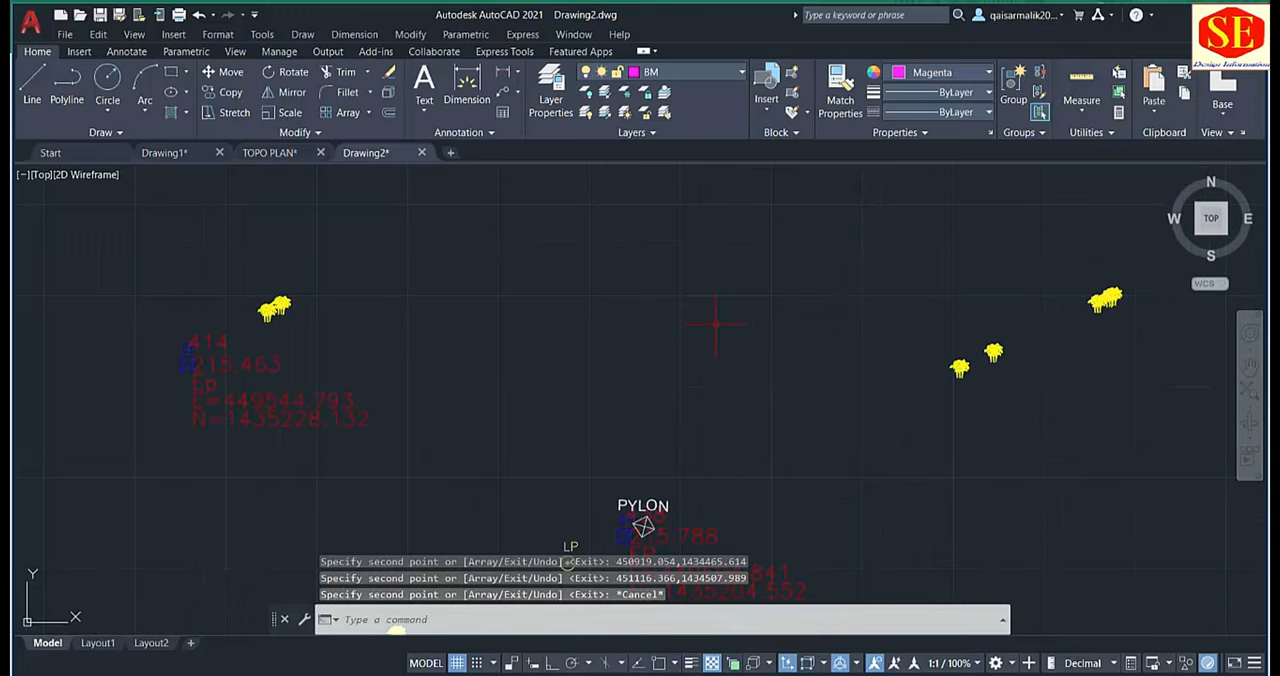 Autodesk AutoCAD 2021 Drawing2.dwg
Type a keyword or phrase
qaisarmalik20...
SE
File Edit View Insert Format Tools Draw Dimension Modify Parametric Express Window Help
Home Insert Annotate Parametric View Manage Output Add-ins Collaborate Express Tools Featured Apps
Line Polyline Circle Arc
Move Rotate Trim
Copy Mirror Fillet
Stretch Scale Array
Text Dimension
Layer Properties
BM
Insert
Match Properties
Magenta
ByLayer
ByLayer
Group
Measure
Paste
Base
Draw Modify Annotation Layers Block Properties Groups Utilities Clipboard View
Start Drawing1* TOPO PLAN* Drawing2*
[−][Top][2D Wireframe]
N
W TOP E
S
WCS
414
215.463
Ep
E=449544.793
N=1435228.132
PYLON
LP
Specify second point or [Array/Exit/Undo] <Exit>: 450919.054,1434465.614
Specify second point or [Array/Exit/Undo] <Exit>: 451116.366,1434507.989
Specify second point or [Array/Exit/Undo] <Exit>: *Cancel*
Type a command
Y
X
Model Layout1 Layout2
MODEL 1:1 / 100% Decimal